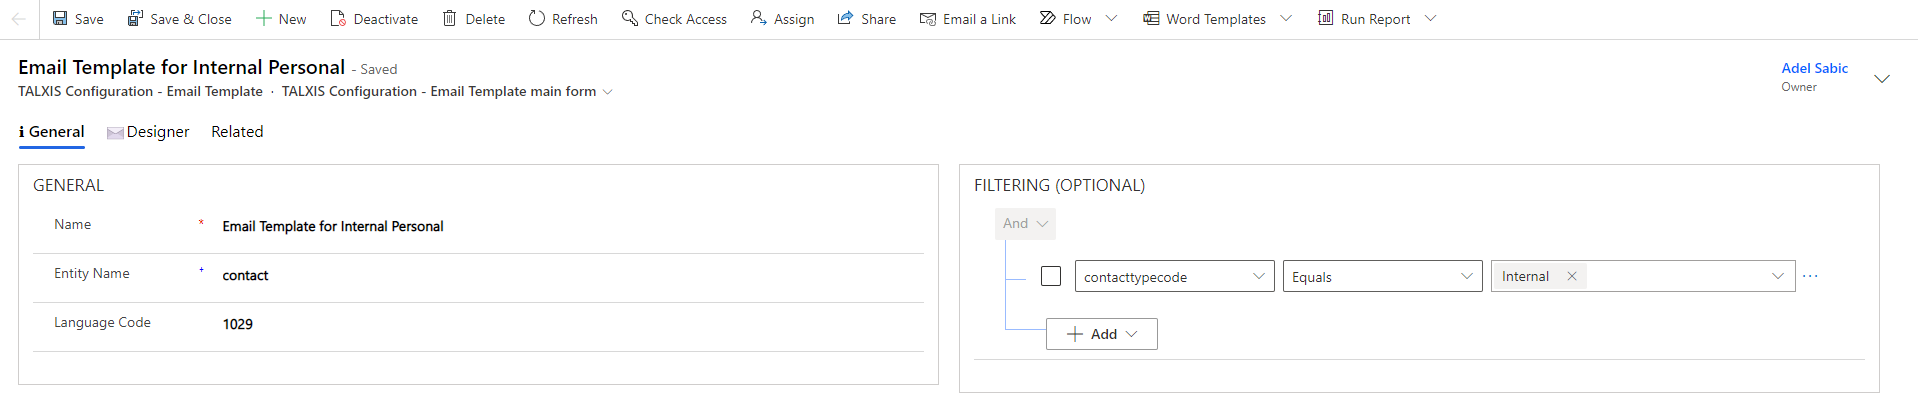 Save Save & Close New Deactivate Delete Refresh Check Access Assign Share Email a Link Flow Word Templates Run Report
Email Template for Internal Personal - Saved
TALXIS Configuration - Email Template · TALXIS Configuration - Email Template main form
Adel Sabic
Owner
General Designer Related
GENERAL
Name * Email Template for Internal Personal
Entity Name + contact
Language Code 1029
FILTERING (OPTIONAL)
And
contacttypecode Equals Internal
Add